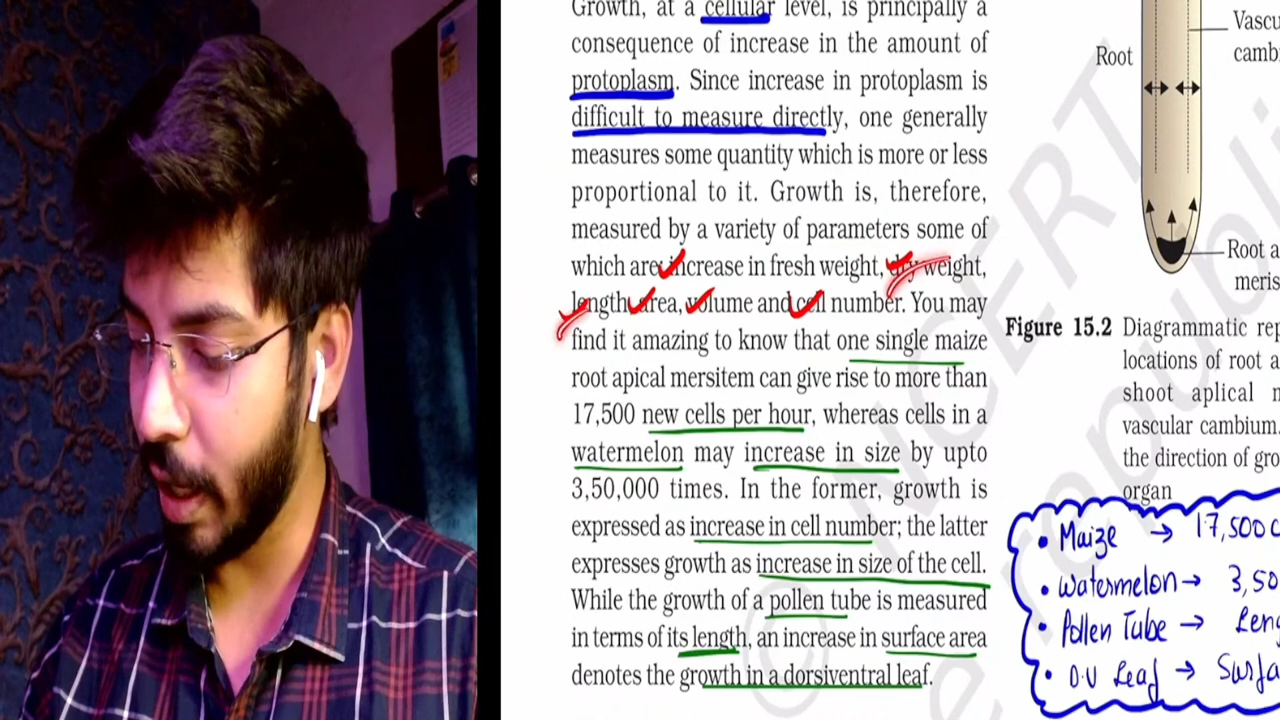 Growth, at a cellular level, is principally a
consequence of increase in the amount of
protoplasm. Since increase in protoplasm is
difficult to measure directly, one generally
measures some quantity which is more or less
proportional to it. Growth is, therefore,
measured by a variety of parameters some of
which are: increase in fresh weight, dry weight,
length, area, volume and cell number. You may
find it amazing to know that one single maize
root apical mersitem can give rise to more than
17,500 new cells per hour, whereas cells in a
watermelon may increase in size by upto
3,50,000 times. In the former, growth is
expressed as increase in cell number; the latter
expresses growth as increase in size of the cell.
While the growth of a pollen tube is measured
in terms of its length, an increase in surface area
denotes the growth in a dorsiventral leaf.
Vascu
cambi
Root
Root a
meris
Figure 15.2 Diagrammatic rep
locations of root a
shoot aplical m
vascular cambium.
the direction of gro
organ
• Maize → 17,500 c
• Watermelon → 3,50
• Pollen Tube → Leng
• D.V Leaf → Surfa
© NCERT
republi